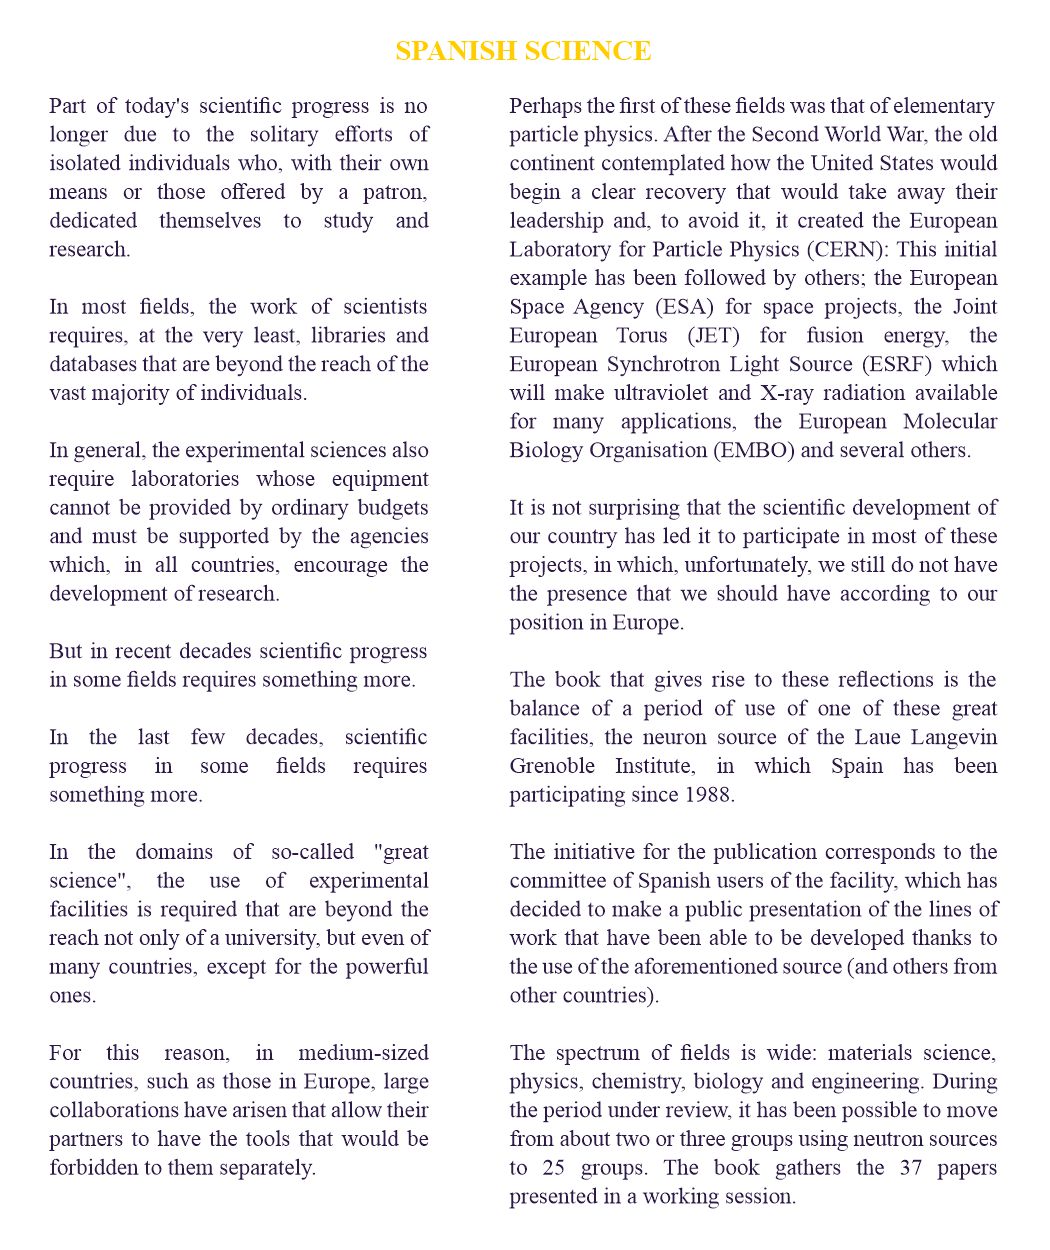 SPANISH SCIENCE
Part of today's scientific progress is no
longer due to the solitary efforts of
isolated individuals who, with their own
means or those offered by a patron,
dedicated themselves to study and
research.
In most fields, the work of scientists
requires, at the very least, libraries and
databases that are beyond the reach of the
vast majority of individuals.
In general, the experimental sciences also
require laboratories whose equipment
cannot be provided by ordinary budgets
and must be supported by the agencies
which, in all countries, encourage the
development of research.
But in recent decades scientific progress
in some fields requires something more.
In the last few decades, scientific
progress in some fields requires
something more.
In the domains of so-called "great
science", the use of experimental
facilities is required that are beyond the
reach not only of a university, but even of
many countries, except for the powerful
ones.
For this reason, in medium-sized
countries, such as those in Europe, large
collaborations have arisen that allow their
partners to have the tools that would be
forbidden to them separately.
Perhaps the first of these fields was that of elementary
particle physics. After the Second World War, the old
continent contemplated how the United States would
begin a clear recovery that would take away their
leadership and, to avoid it, it created the European
Laboratory for Particle Physics (CERN): This initial
example has been followed by others; the European
Space Agency (ESA) for space projects, the Joint
European Torus (JET) for fusion energy, the
European Synchrotron Light Source (ESRF) which
will make ultraviolet and X-ray radiation available
for many applications, the European Molecular
Biology Organisation (EMBO) and several others.
It is not surprising that the scientific development of
our country has led it to participate in most of these
projects, in which, unfortunately, we still do not have
the presence that we should have according to our
position in Europe.
The book that gives rise to these reflections is the
balance of a period of use of one of these great
facilities, the neuron source of the Laue Langevin
Grenoble Institute, in which Spain has been
participating since 1988.
The initiative for the publication corresponds to the
committee of Spanish users of the facility, which has
decided to make a public presentation of the lines of
work that have been able to be developed thanks to
the use of the aforementioned source (and others from
other countries).
The spectrum of fields is wide: materials science,
physics, chemistry, biology and engineering. During
the period under review, it has been possible to move
from about two or three groups using neutron sources
to 25 groups. The book gathers the 37 papers
presented in a working session.